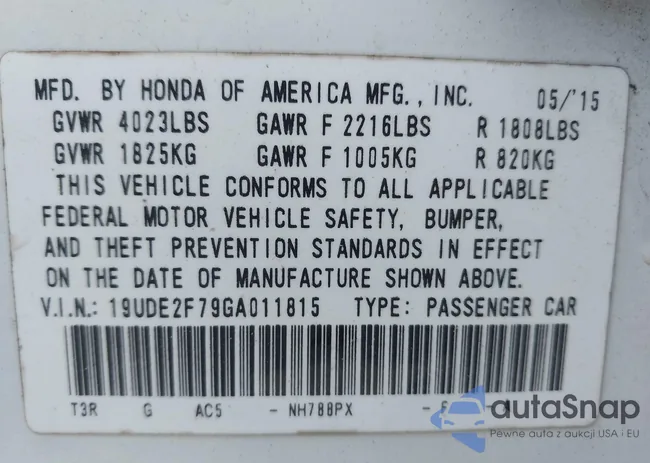 MFD. BY HONDA OF AMERICA MFG., INC. 05/'15
GVWR 4023LBS GAWR F 2216LBS R 1808LBS
GVWR 1825KG GAWR F 1005KG R 820KG
THIS VEHICLE CONFORMS TO ALL APPLICABLE
FEDERAL MOTOR VEHICLE SAFETY, BUMPER,
AND THEFT PREVENTION STANDARDS IN EFFECT
ON THE DATE OF MANUFACTURE SHOWN ABOVE.
V.I.N.: 19UDE2F79GA011815 TYPE: PASSENGER CAR
T3R G AC5 - NH788PX -
autaSnap
Pewne auta z aukcji USA i EU